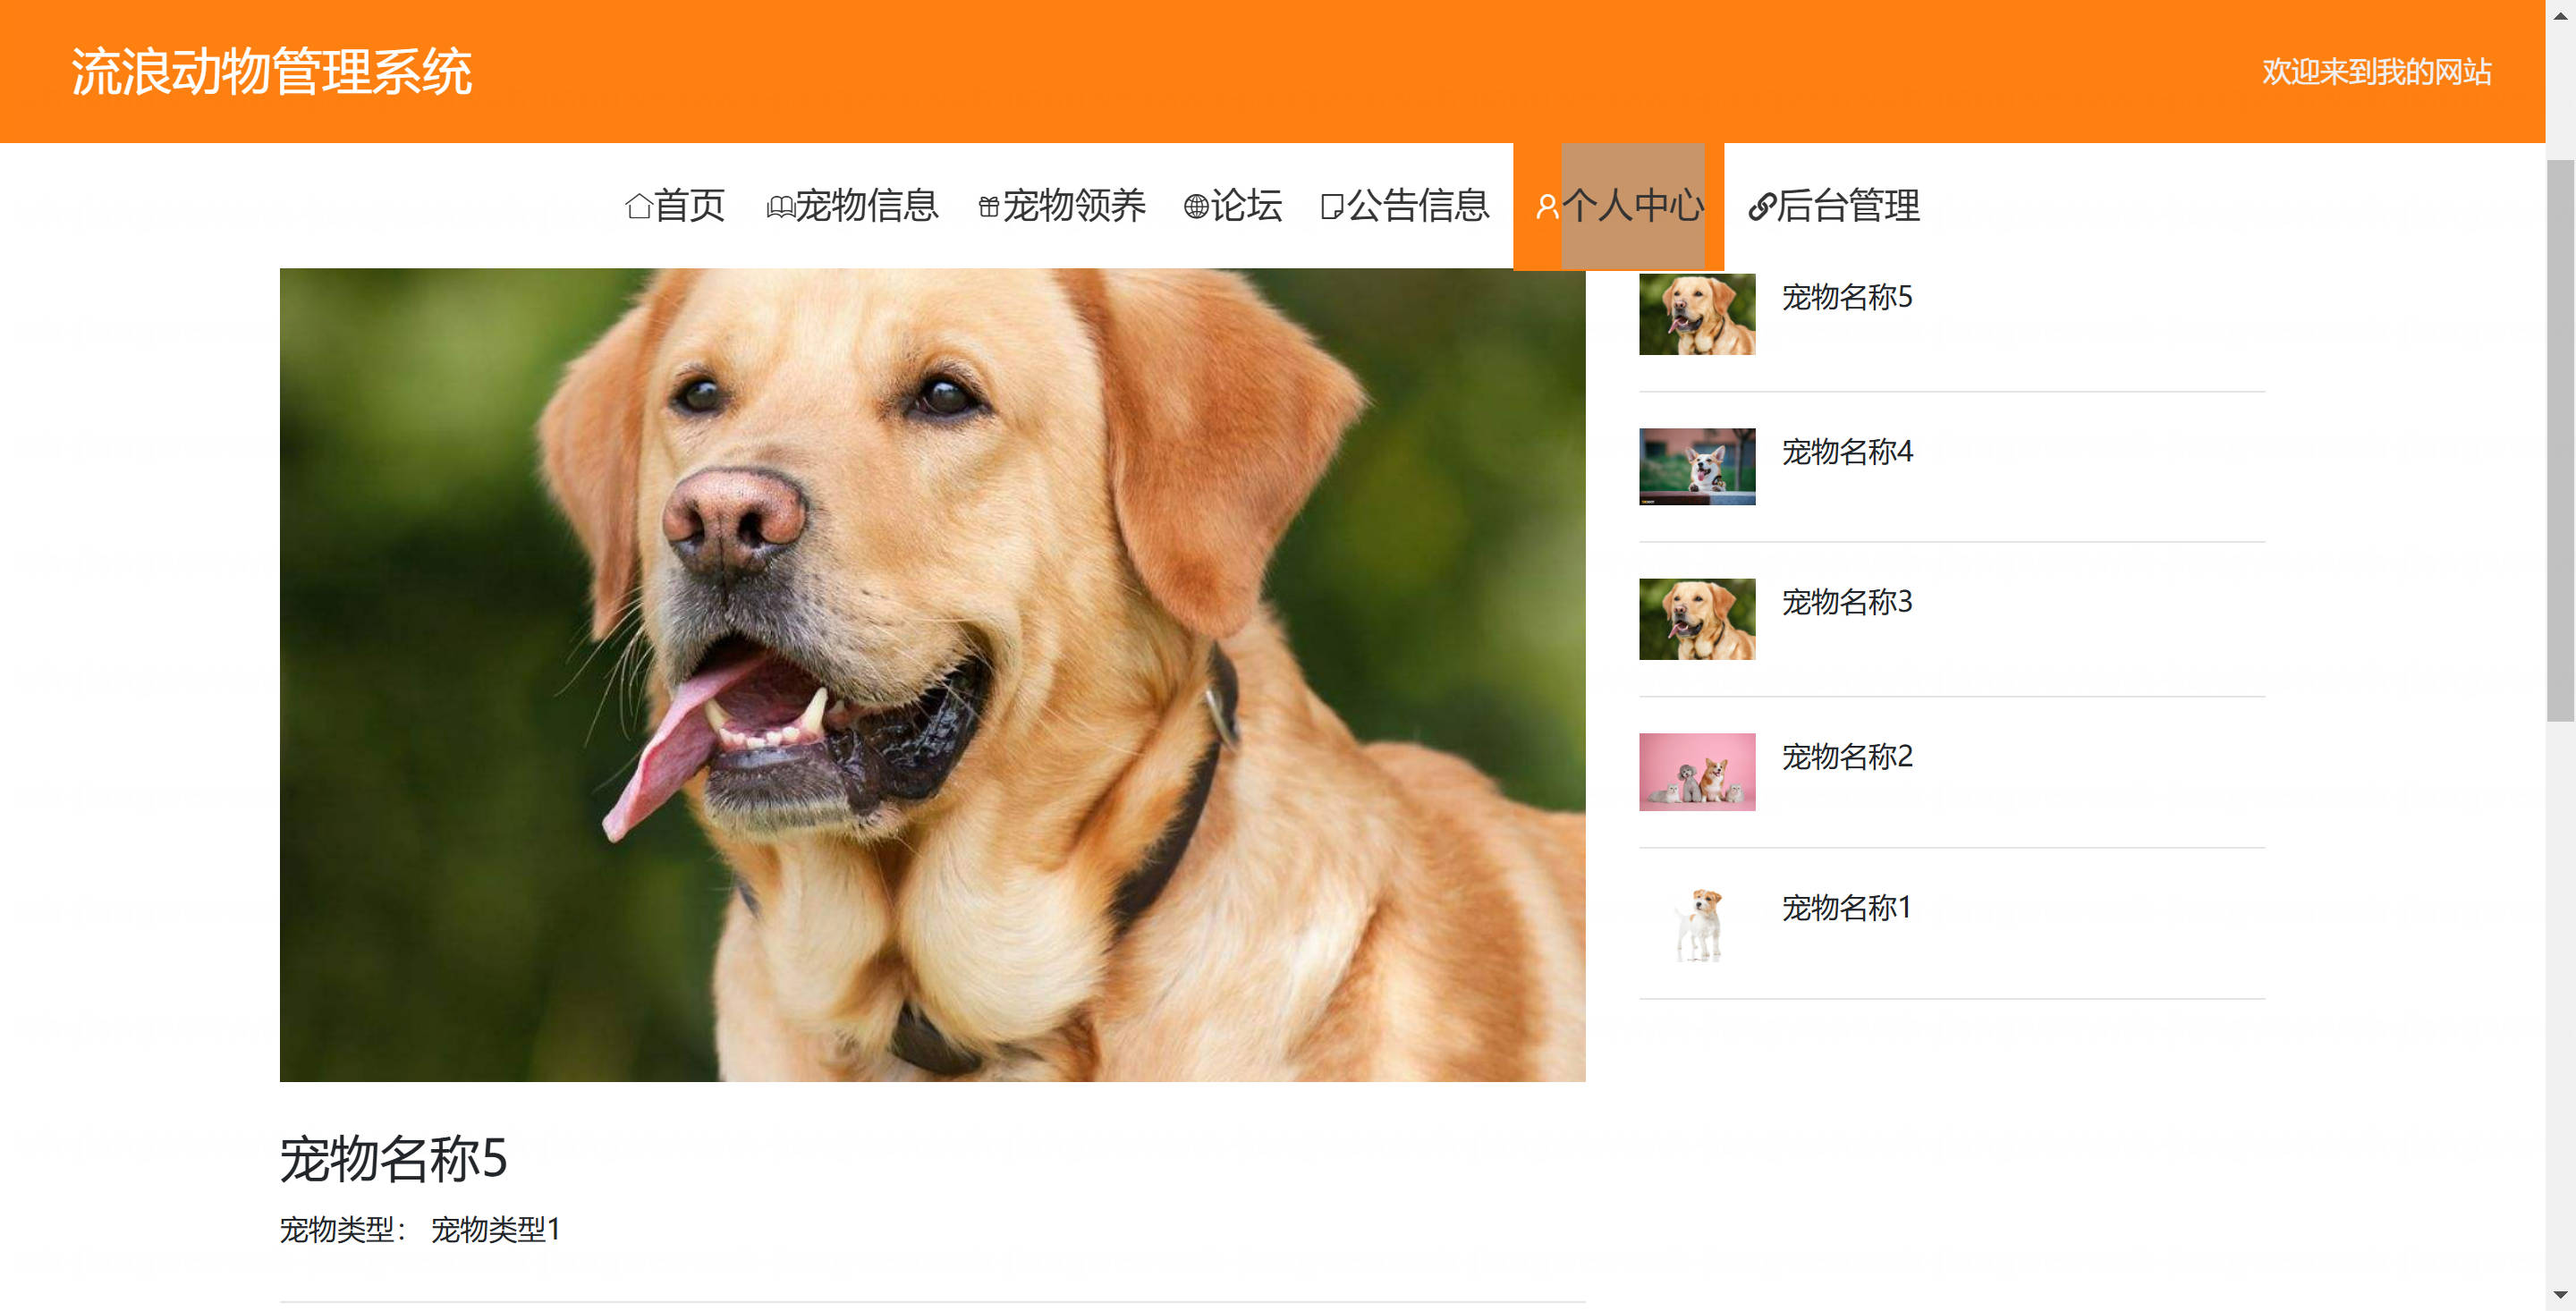 流浪动物管理系统
欢迎来到我的网站
首页 宠物信息 宠物领养 论坛 公告信息 个人中心 后台管理
宠物名称5
宠物名称4
宠物名称3
宠物名称2
宠物名称1
宠物名称5
宠物类型： 宠物类型1